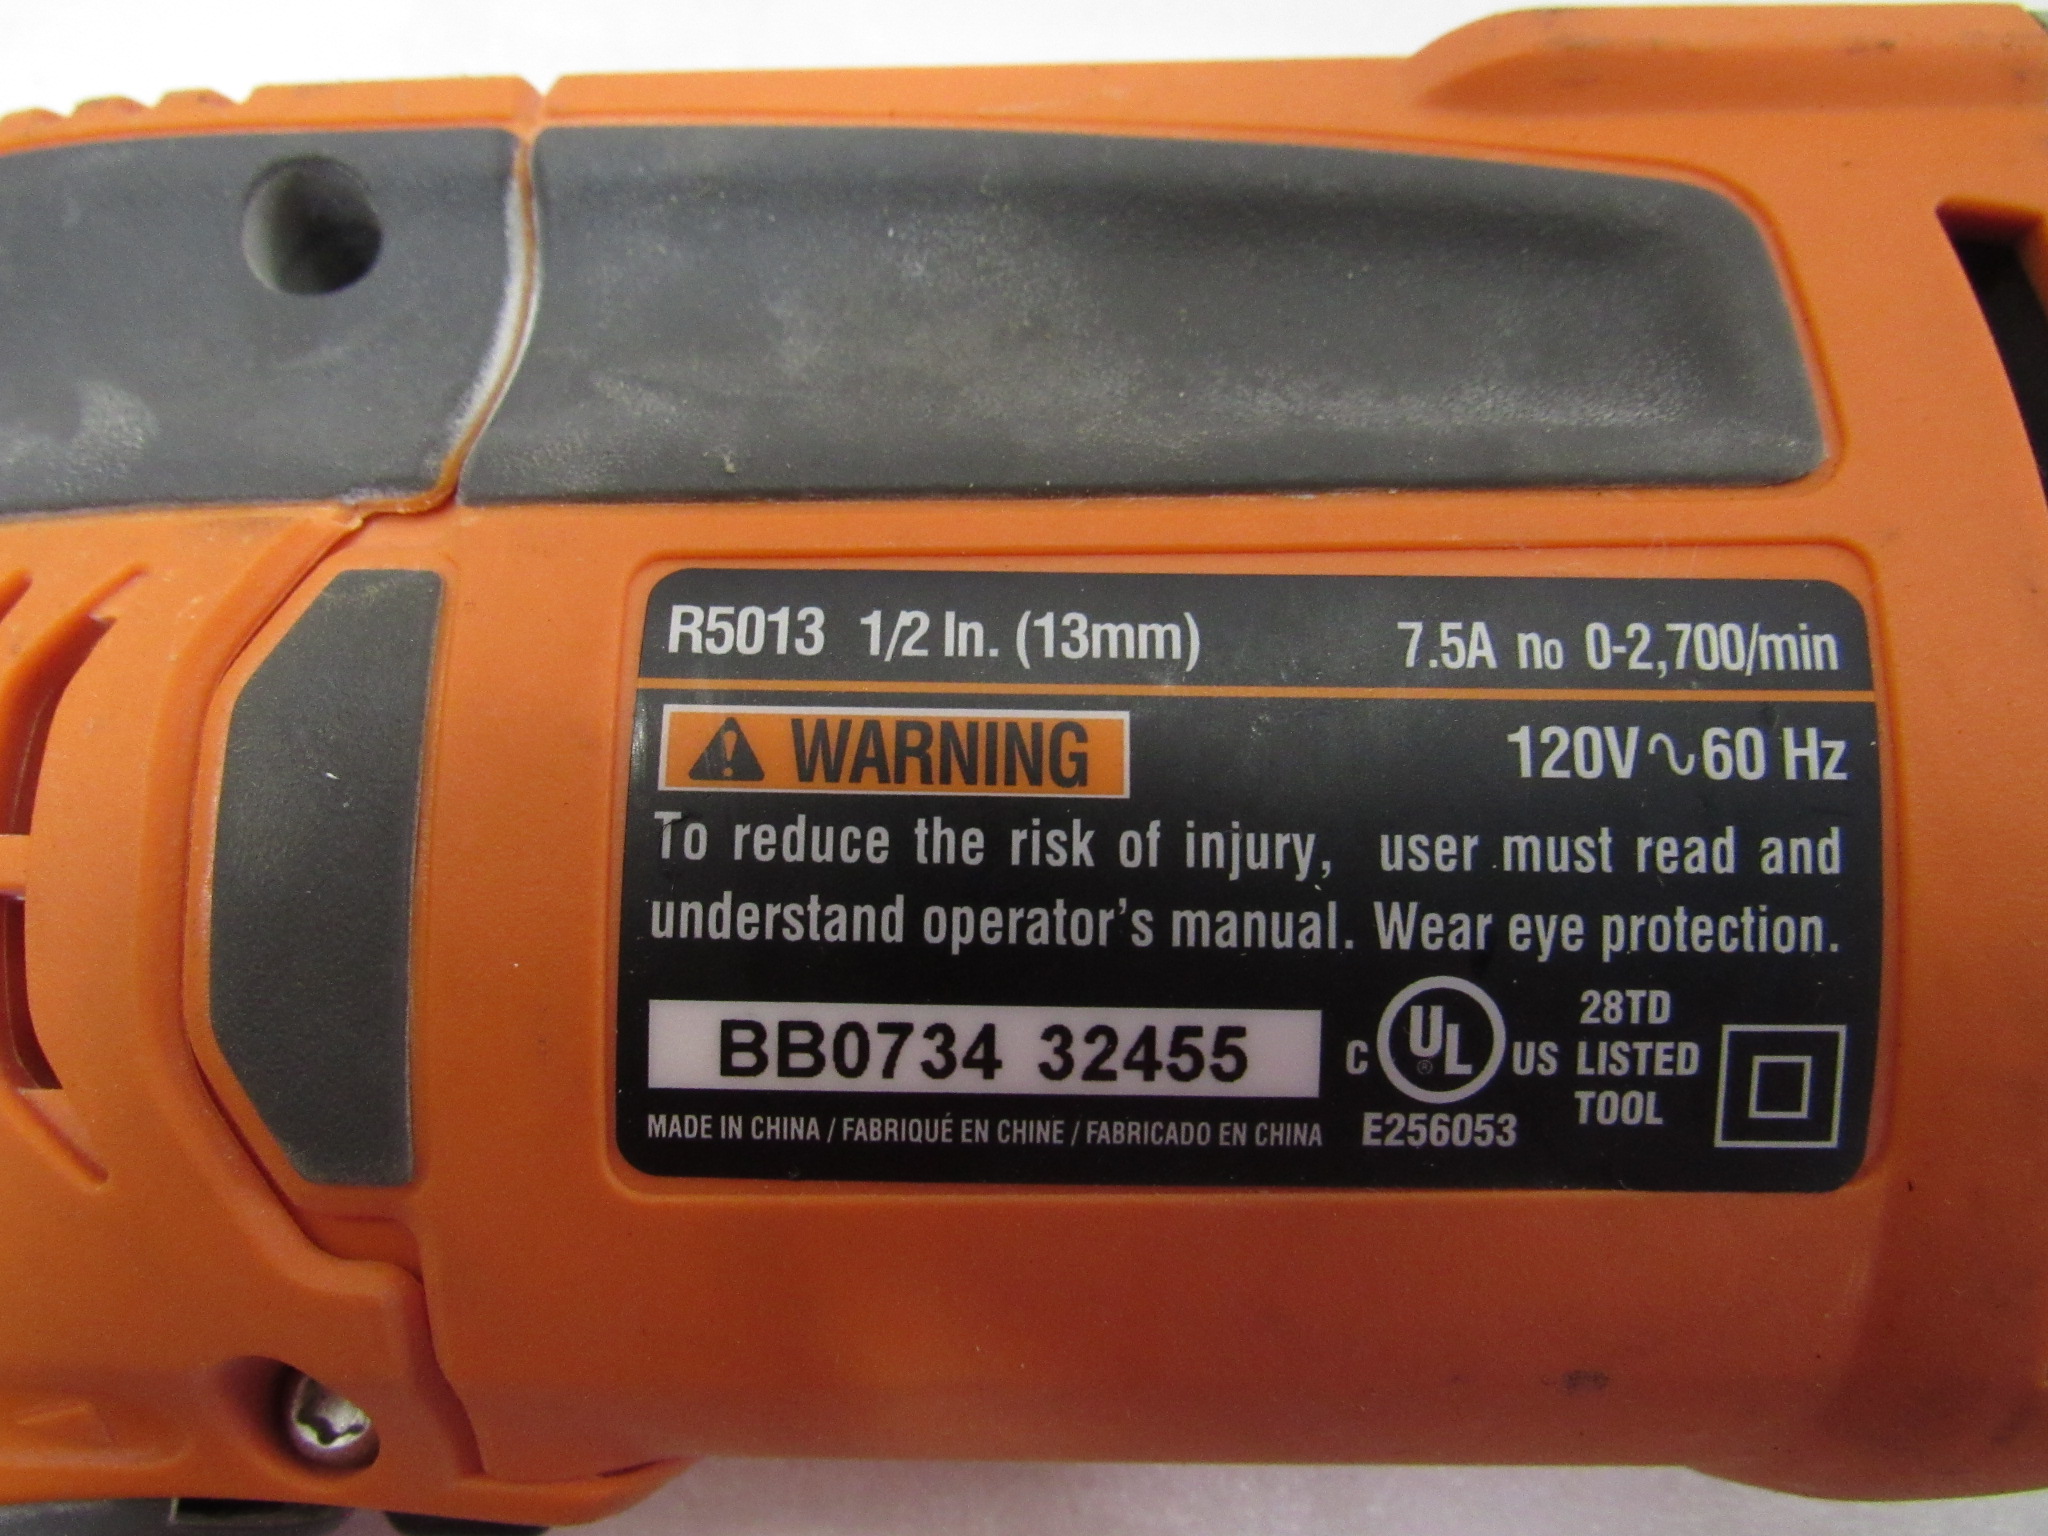 R5013 1/2 In. (13mm) 7.5A no 0-2,700/min
WARNING 120V∿60 Hz
To reduce the risk of injury, user must read and
understand operator's manual. Wear eye protection.
BB0734 32455
MADE IN CHINA / FABRIQUÉ EN CHINE / FABRICADO EN CHINA
C UL® US
E256053
28TD
LISTED
TOOL